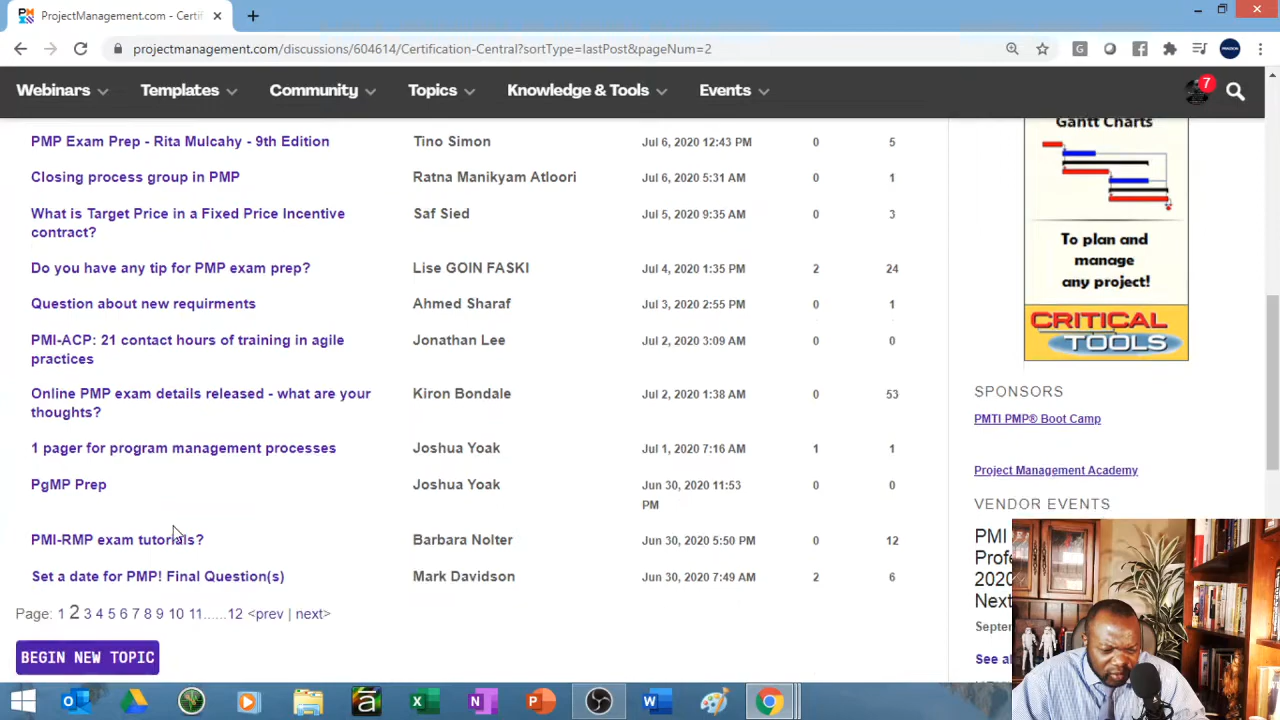 ProjectManagement.com - Certif
projectmanagement.com/discussions/604614/Certification-Central?sortType=lastPost&pageNum=2
Webinars Templates Community Topics Knowledge & Tools Events 7
PMP Exam Prep - Rita Mulcahy - 9th Edition Tino Simon Jul 6, 2020 12:43 PM 0 5
Closing process group in PMP Ratna Manikyam Atloori Jul 6, 2020 5:31 AM 0 1
What is Target Price in a Fixed Price Incentive Saf Sied Jul 5, 2020 9:35 AM 0 3
contract?
Do you have any tip for PMP exam prep? Lise GOIN FASKI Jul 4, 2020 1:35 PM 2 24
Question about new requirments Ahmed Sharaf Jul 3, 2020 2:55 PM 0 1
PMI-ACP: 21 contact hours of training in agile Jonathan Lee Jul 2, 2020 3:09 AM 0 0
practices
Online PMP exam details released - what are your Kiron Bondale Jul 2, 2020 1:38 AM 0 53
thoughts?
1 pager for program management processes Joshua Yoak Jul 1, 2020 7:16 AM 1 1
PgMP Prep Joshua Yoak Jun 30, 2020 11:53 0 0
PM
PMI-RMP exam tutorials? Barbara Nolter Jun 30, 2020 5:50 PM 0 12
Set a date for PMP! Final Question(s) Mark Davidson Jun 30, 2020 7:49 AM 2 6
Page: 1 2 3 4 5 6 7 8 9 10 11......12 <prev | next>
BEGIN NEW TOPIC
Gantt Charts
To plan and
manage
any project!
CRITICAL
TOOLS
SPONSORS
PMTI PMP® Boot Camp
Project Management Academy
VENDOR EVENTS
PMI
Profe
2020
Next
Septem
See al